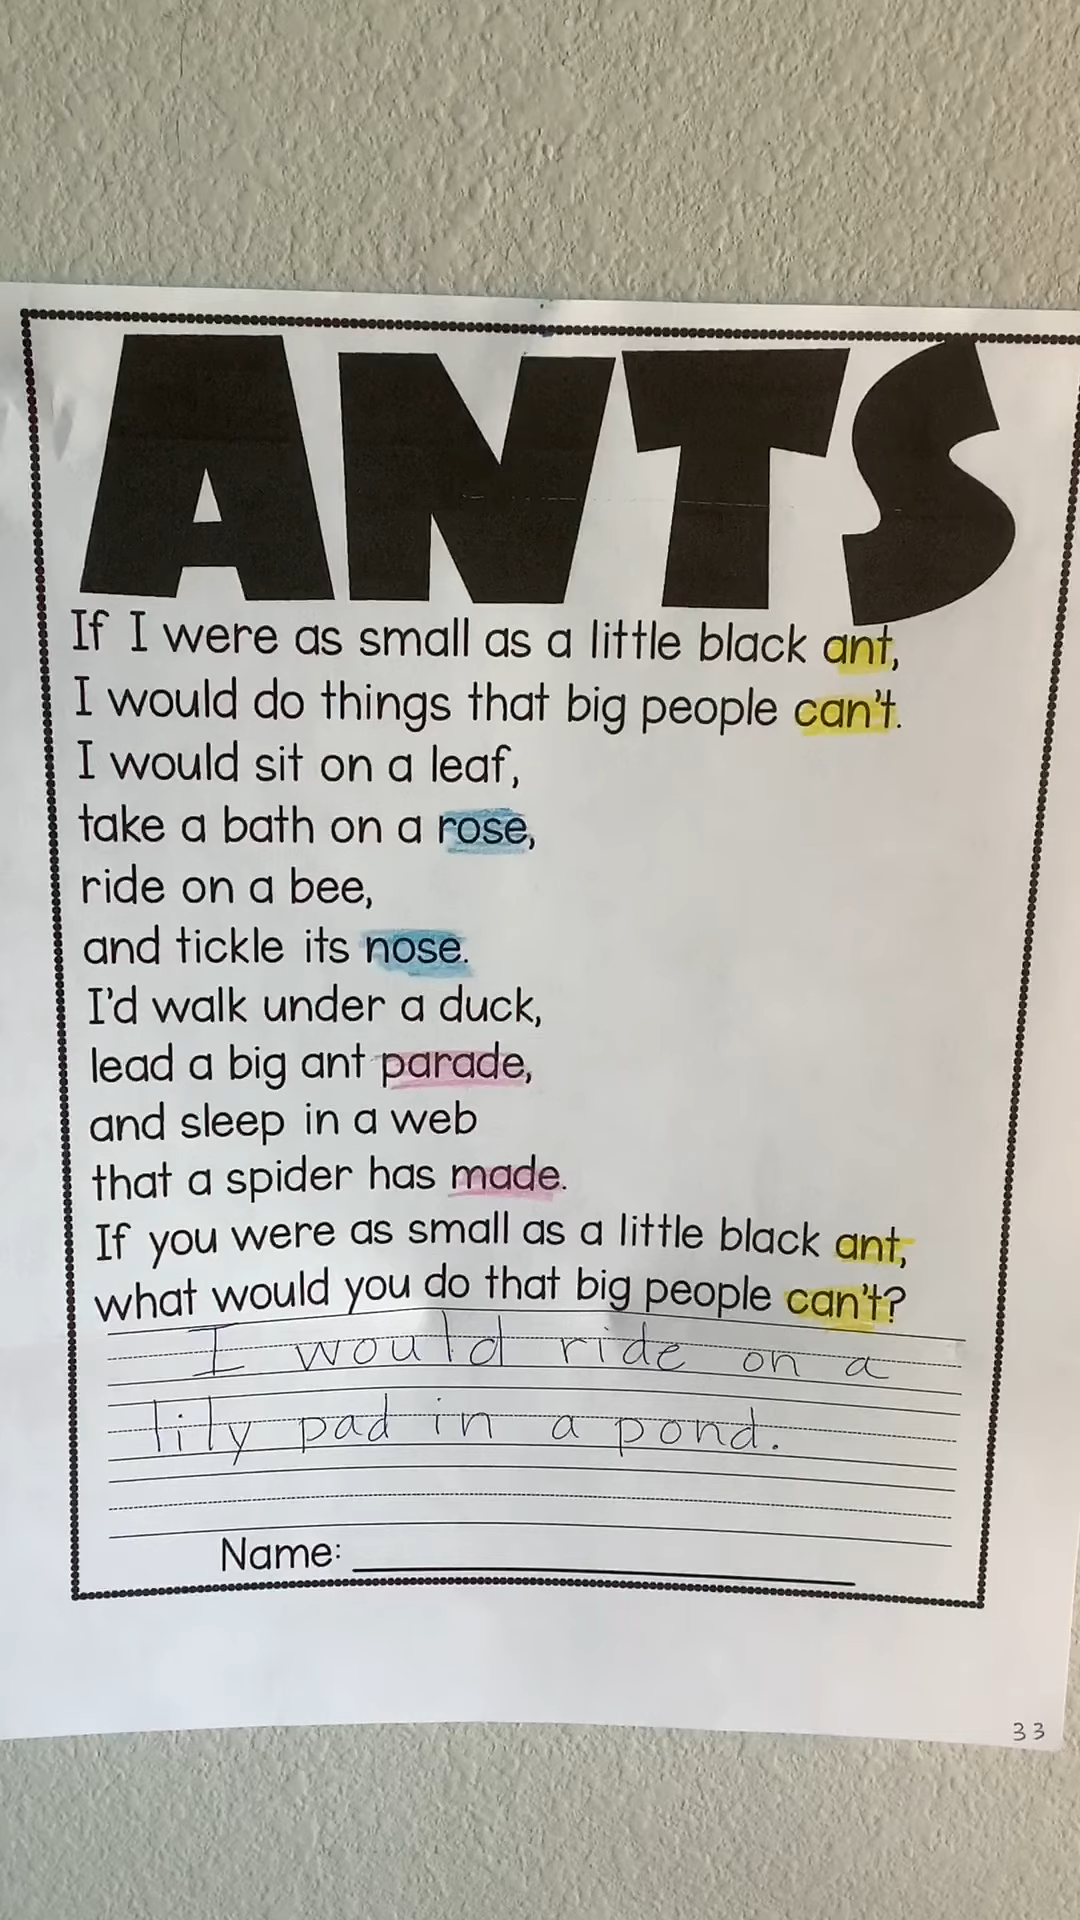 ANTS
If I were as small as a little black ant,
I would do things that big people can't.
I would sit on a leaf,
take a bath on a rose,
ride on a bee,
and tickle its nose.
I'd walk under a duck,
lead a big ant parade,
and sleep in a web
that a spider has made.
If you were as small as a little black ant,
what would you do that big people can't?
I would ride on a
lily pad in a pond.
Name:
33